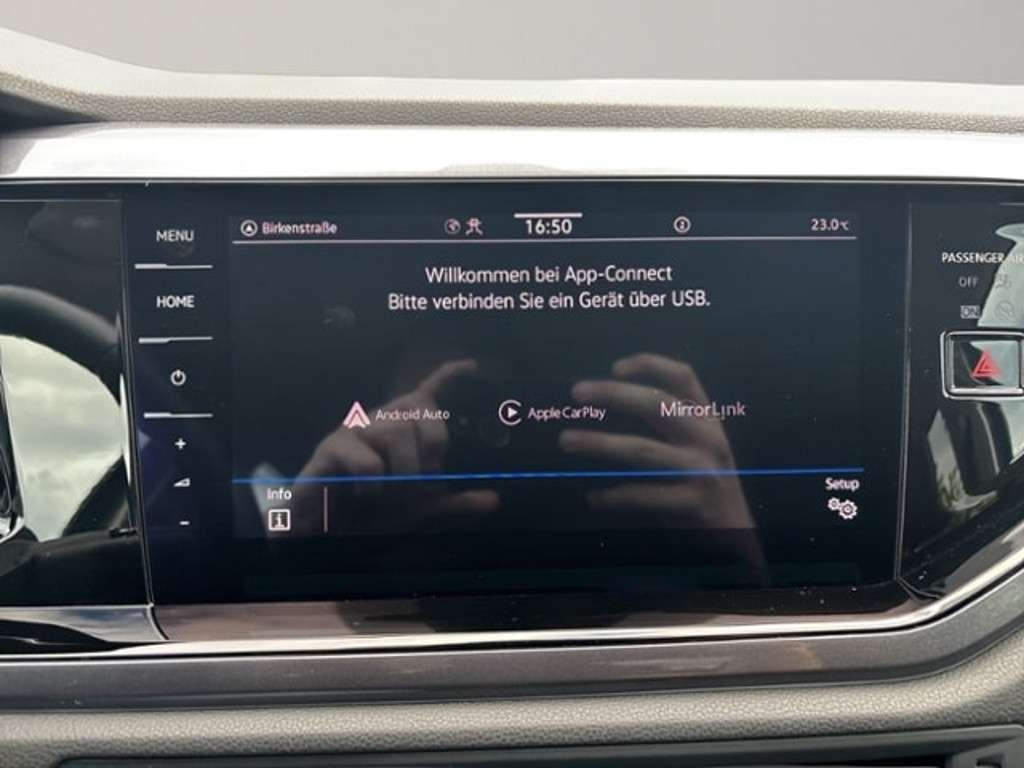 Birkenstraße 16:50 23.0°C
MENU
HOME
Willkommen bei App-Connect
Bitte verbinden Sie ein Gerät über USB.
Android Auto Apple CarPlay MirrorLink
+
-
Info
Setup
PASSENGER AIR
OFF
ON